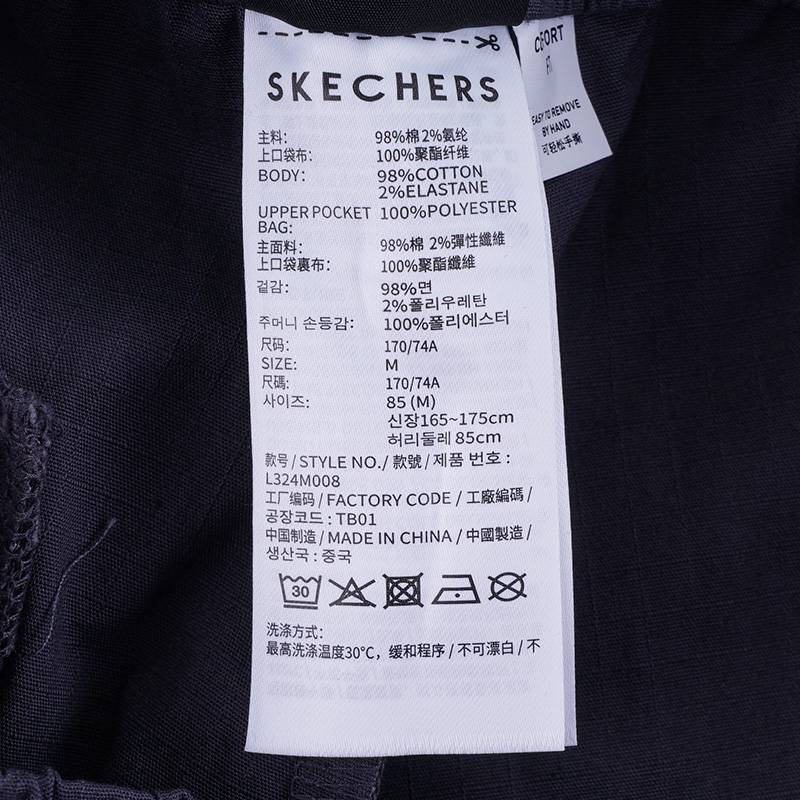 SKECHERS
主料: 98%棉 2%氨纶
上口袋布: 100%聚酯纤维
BODY: 98%COTTON
2%ELASTANE
UPPER POCKET 100%POLYESTER
BAG:
主面料: 98%棉 2%彈性纖維
上口袋裏布: 100%聚酯纖維
겉감: 98%면
2%폴리우레탄
주머니 손등감: 100%폴리에스터
尺码: 170/74A
SIZE: M
尺碼: 170/74A
사이즈: 85 (M)
신장165~175cm
허리둘레 85cm
款号 / STYLE NO./ 款號 / 제품 번호 :
L324M008
工厂编码 / FACTORY CODE / 工廠編碼 /
공장코드 : TB01
中国制造 / MADE IN CHINA / 中國製造 /
생산국 : 중국
30
洗涤方式:
最高洗涤温度30℃，缓和程序 / 不可漂白 / 不
FORT
EASY TO REMOVE
BY HAND
可轻松手撕